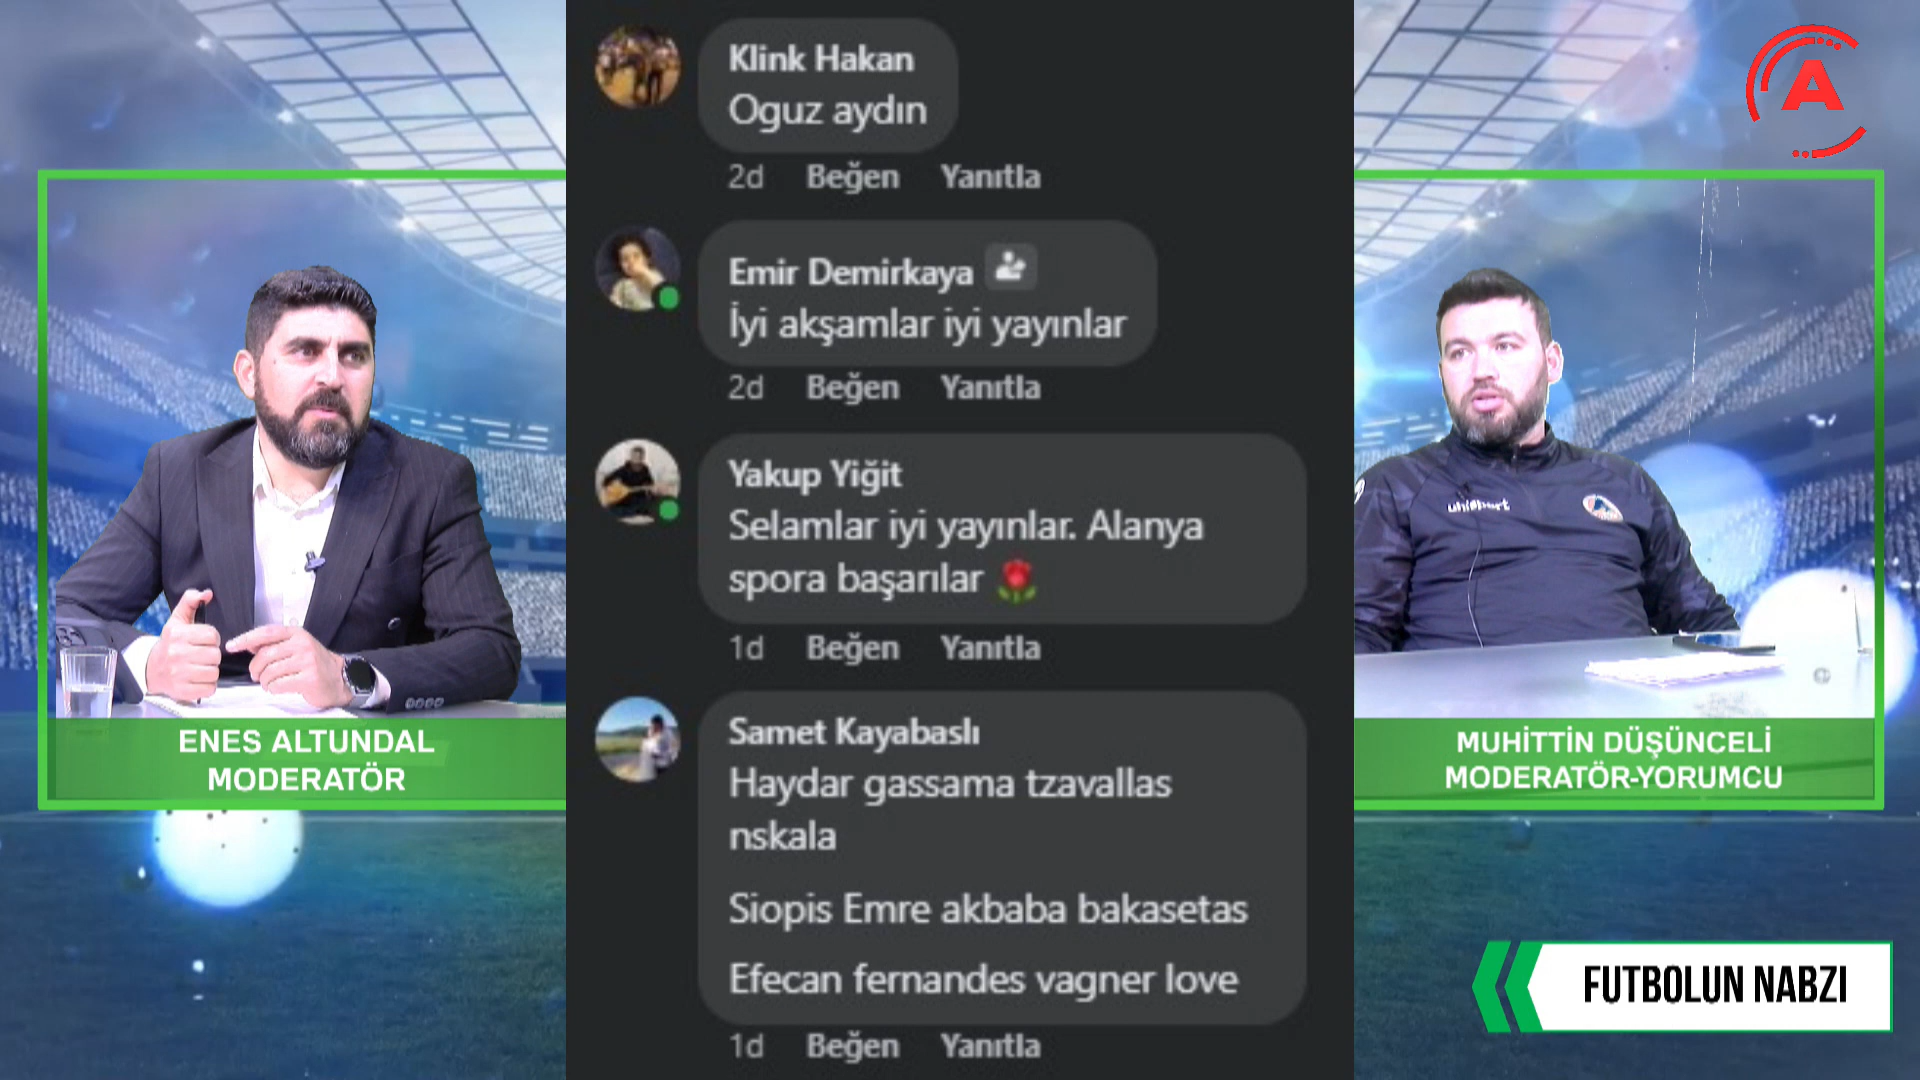 Klink Hakan
Oguz aydın
2d Beğen Yanıtla
Emir Demirkaya
İyi akşamlar iyi yayınlar
2d Beğen Yanıtla
Yakup Yiğit
Selamlar iyi yayınlar. Alanya
spora başarılar
1d Beğen Yanıtla
Samet Kayabaslı
Haydar gassama tzavallas
nskala
Siopis Emre akbaba bakasetas
Efecan fernandes vagner love
1d Beğen Yanıtla
ENES ALTUNDAL
MODERATÖR
A
uhlsport
MUHİTTİN DÜŞÜNCELİ
MODERATÖR-YORUMCU
FUTBOLUN NABZI